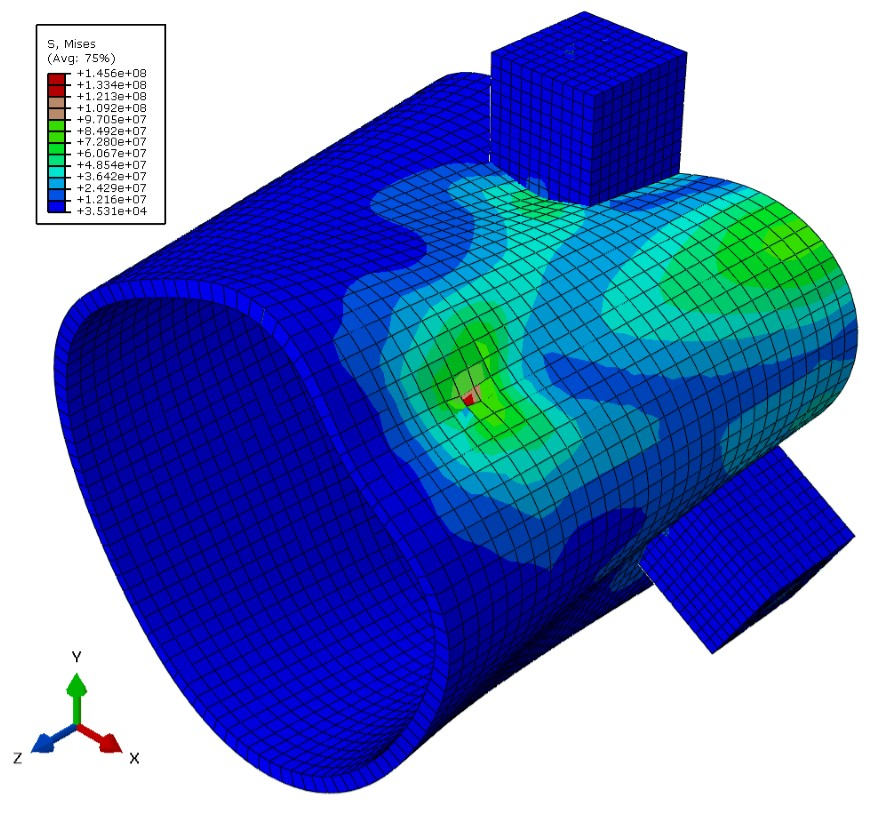 S, Mises
(Avg: 75%)
+1.456e+08
+1.334e+08
+1.213e+08
+1.092e+08
+9.705e+07
+8.492e+07
+7.280e+07
+6.067e+07
+4.854e+07
+3.642e+07
+2.429e+07
+1.216e+07
+3.531e+04
Y
Z
X